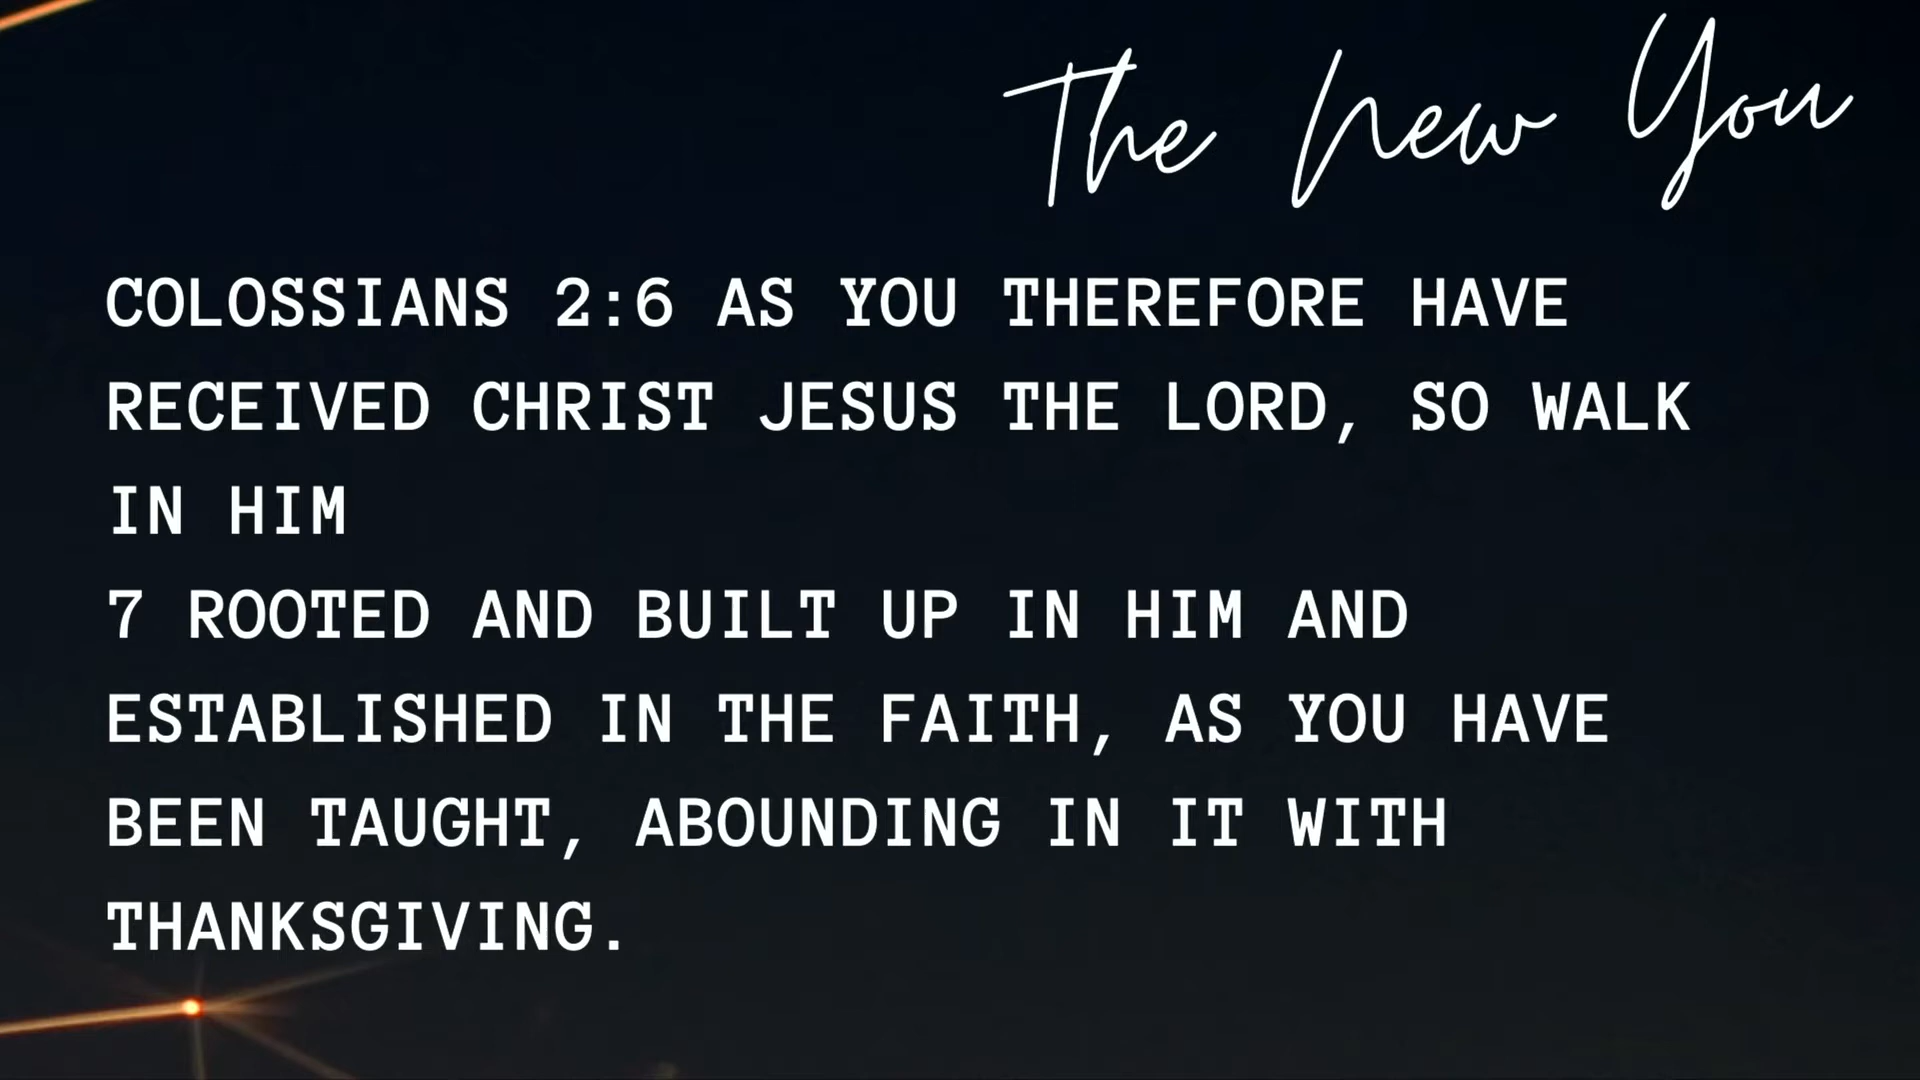 The New You
COLOSSIANS 2:6 AS YOU THEREFORE HAVE
RECEIVED CHRIST JESUS THE LORD, SO WALK
IN HIM
7 ROOTED AND BUILT UP IN HIM AND
ESTABLISHED IN THE FAITH, AS YOU HAVE
BEEN TAUGHT, ABOUNDING IN IT WITH
THANKSGIVING.